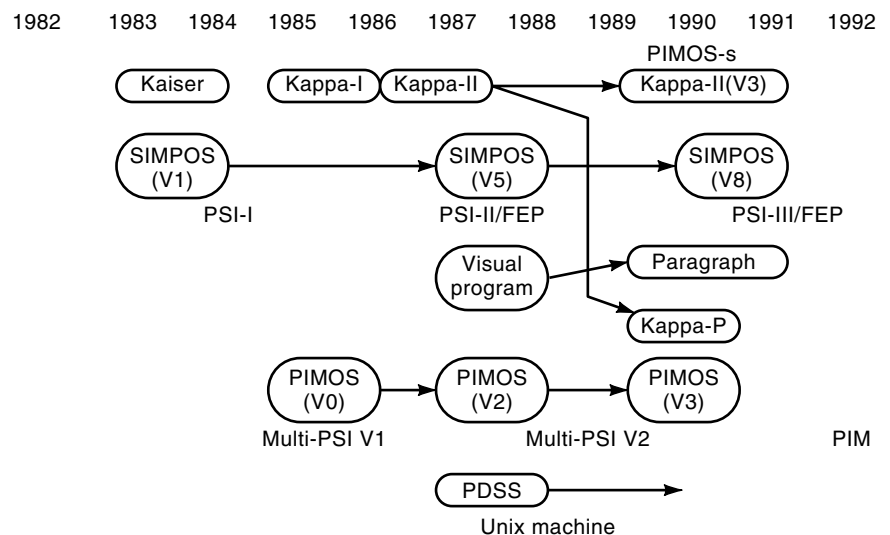 1982 1983 1984 1985 1986 1987 1988 1989 1990 1991 1992
PIMOS-s
Kaiser Kappa-I Kappa-II Kappa-II(V3)
SIMPOS SIMPOS SIMPOS
(V1) (V5) (V8)
PSI-I PSI-II/FEP PSI-III/FEP
Visual Paragraph
program
Kappa-P
PIMOS PIMOS PIMOS
(V0) (V2) (V3)
Multi-PSI V1 Multi-PSI V2 PIM
PDSS
Unix machine